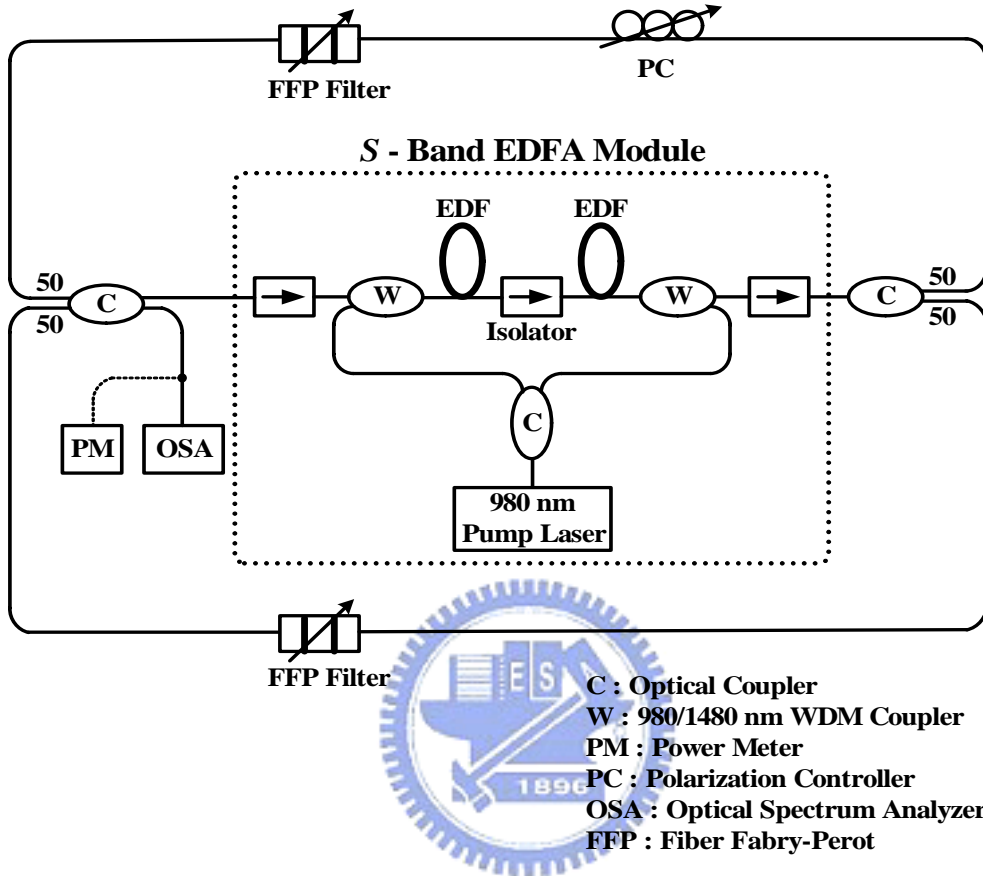 FFP Filter
PC
S - Band EDFA Module
EDF
EDF
50
C
50
W
Isolator
W
C
50
50
C
PM
OSA
980 nm
Pump Laser
FFP Filter
ES
1896
C : Optical Coupler
W : 980/1480 nm WDM Coupler
PM : Power Meter
PC : Polarization Controller
OSA : Optical Spectrum Analyzer
FFP : Fiber Fabry-Perot